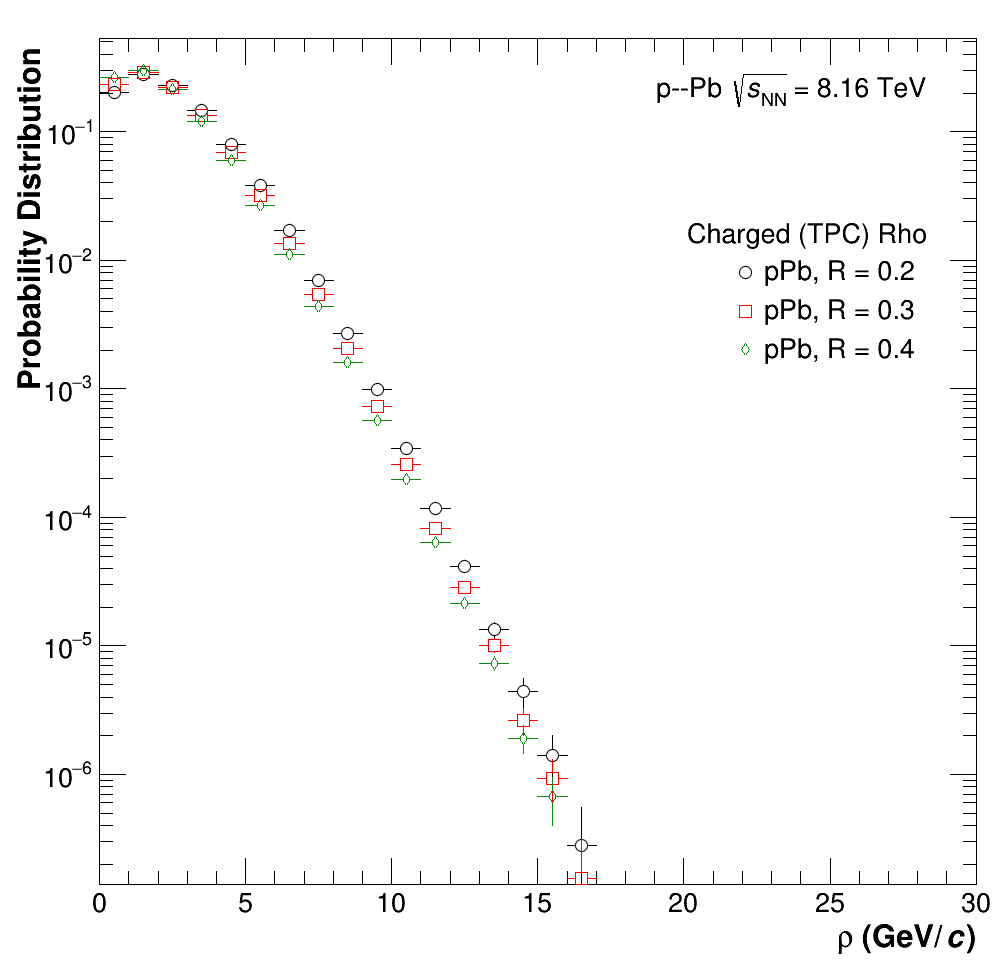 p--Pb √sNN = 8.16 TeV
Charged (TPC) Rho
pPb, R = 0.2
pPb, R = 0.3
pPb, R = 0.4
Probability Distribution
10−1
10−2
10−3
10−4
10−5
10−6
0 5 10 15 20 25 30
ρ (GeV/c)